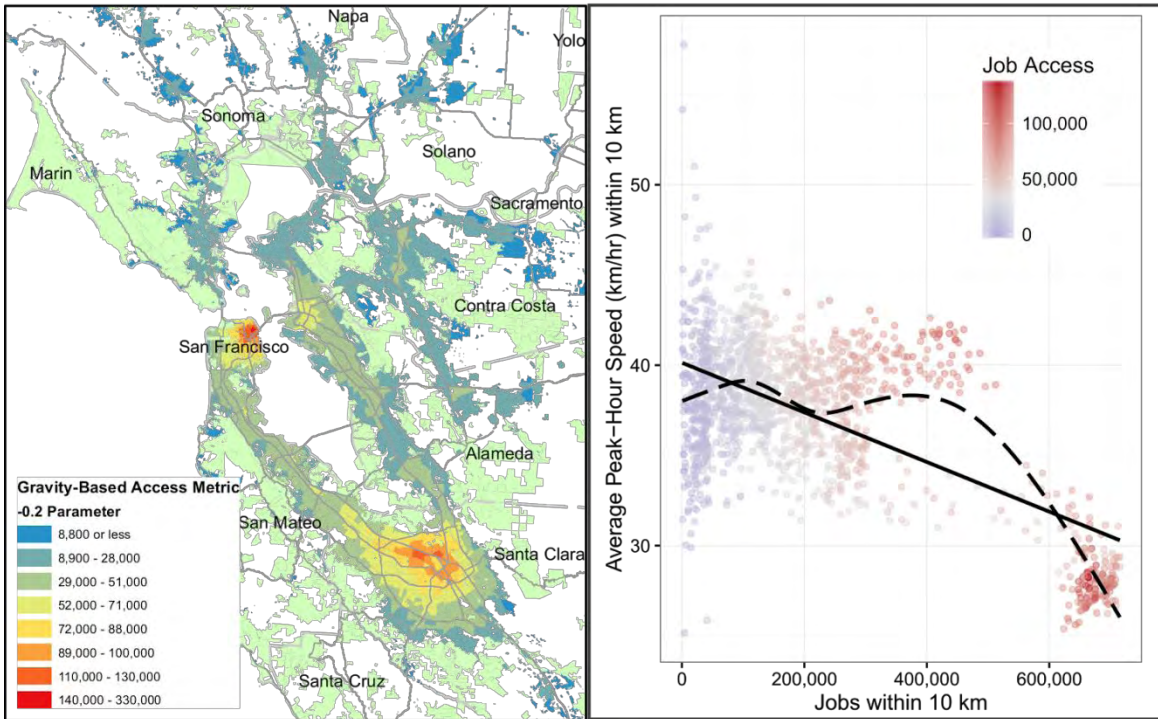 Napa
Yolo
Sonoma
Solano
Marin
Sacramento
Contra Costa
San Francisco
Alameda
San Mateo
Santa Clara
Santa Cruz
Gravity-Based Access Metric
-0.2 Parameter
8,800 or less
8,900 - 28,000
29,000 - 51,000
52,000 - 71,000
72,000 - 88,000
89,000 - 100,000
110,000 - 130,000
140,000 - 330,000
Average Peak−Hour Speed (km/hr) within 10 km
50
40
30
Job Access
100,000
50,000
0
0 200,000 400,000 600,000
Jobs within 10 km